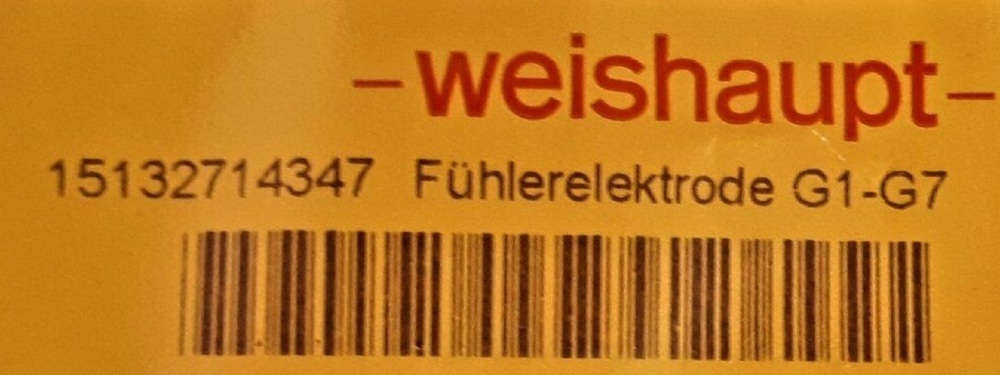 -weishaupt-
15132714347 Fühlerelektrode G1-G7